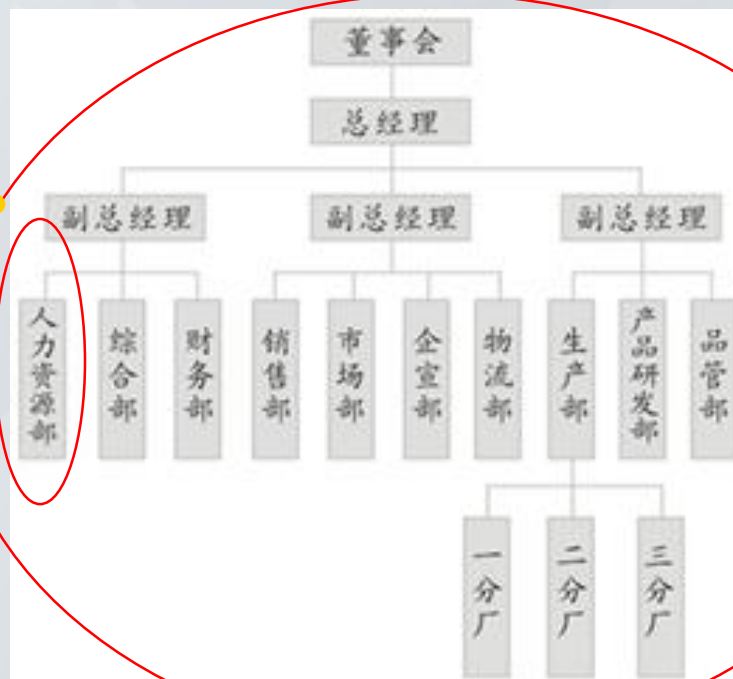 董事会
总经理
副总经理
副总经理
副总经理
人力资源部
综合部
财务部
销售部
市场部
企宣部
物流部
生产部
产品研发部
品管部
一分厂
二分厂
三分厂